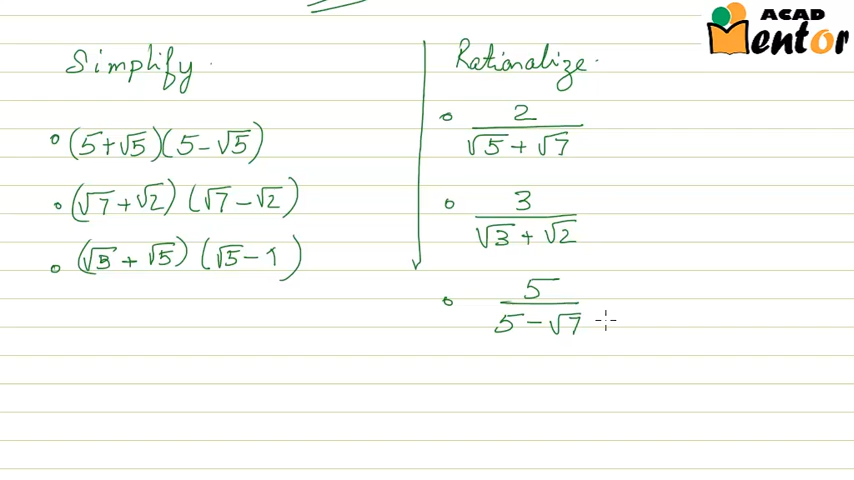 ACAD
Mentor
Simplify.
(5+√5)(5-√5)
(√7+√2) (√7-√2)
(√3+√5) (√5-1)
Rationalize.
2
√5+√7
3
√3+√2
5
5-√7